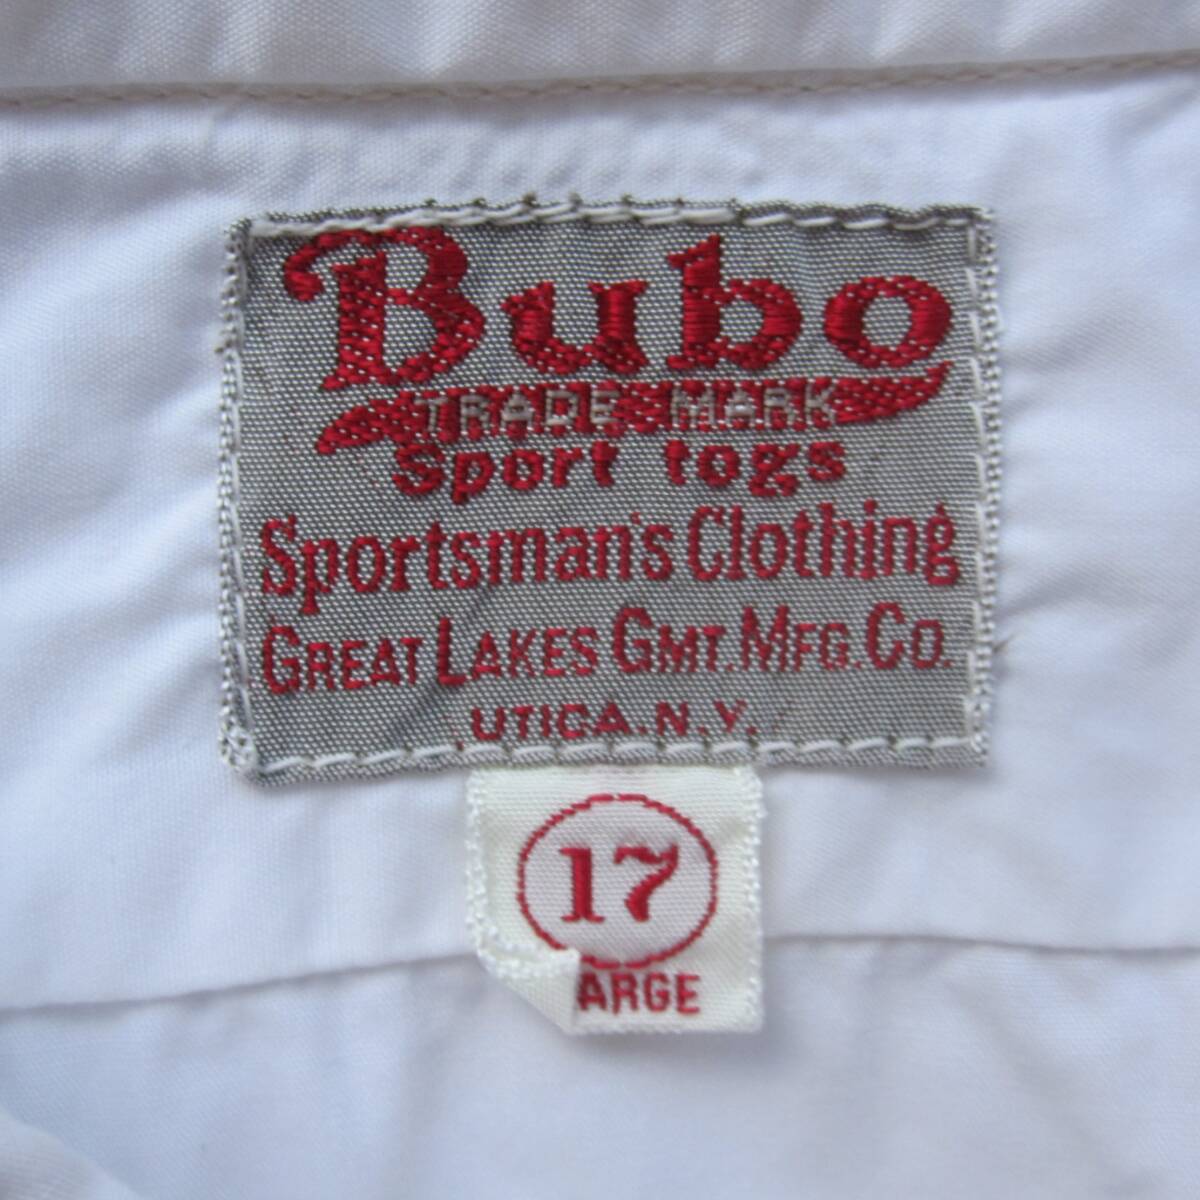 Bubo
TRADE MARK
Sport togs
Sportsman's Clothing
GREAT LAKES GMT. MFG. CO.
UTICA. N.Y.
17
ARGE